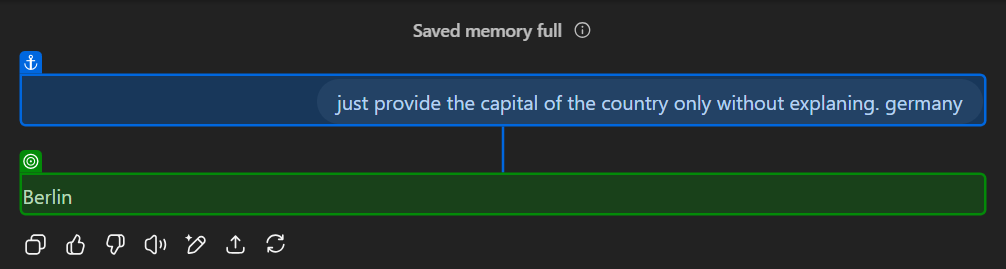 Saved memory full
just provide the capital of the country only without explaning. germany
Berlin